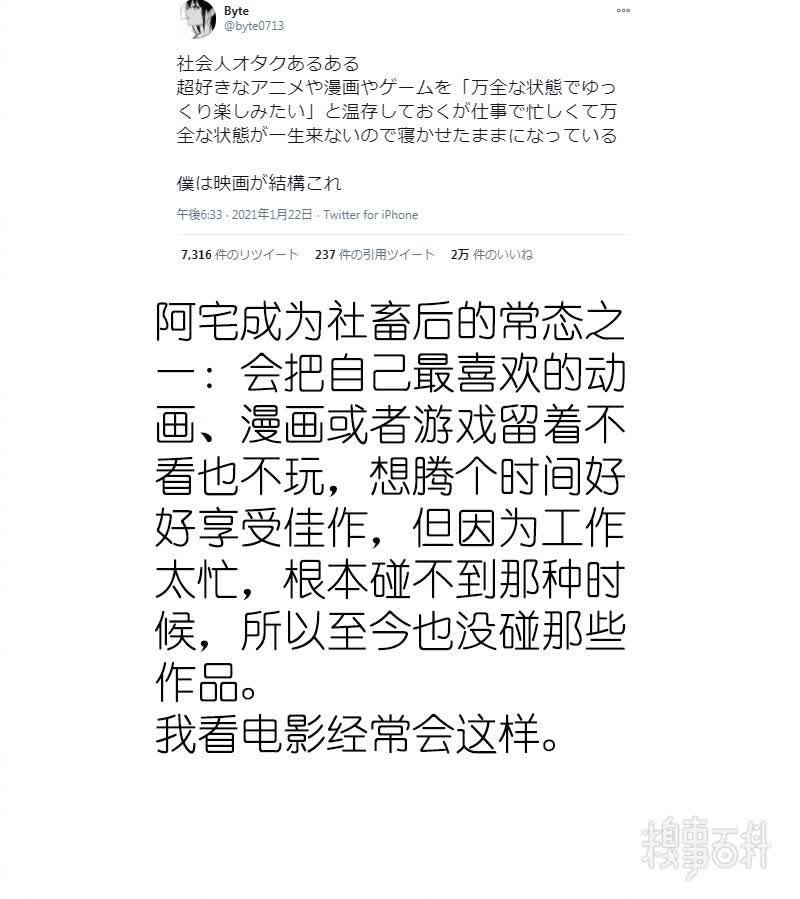 Byte
@byte0713
社会人オタクあるある
超好きなアニメや漫画やゲームを「万全な状態でゆっ
くり楽しみたい」と温存しておくが仕事で忙しくて万
全な状態が一生来ないので寝かせたままになっている
僕は映画が結構これ
午後6:33 · 2021年1月22日 · Twitter for iPhone
7,316 件のリツイート 237 件の引用ツイート 2万 件のいいね
阿宅成为社畜后的常态之
一：会把自己最喜欢的动
画、漫画或者游戏留着不
看也不玩，想腾个时间好
好享受佳作，但因为工作
太忙，根本碰不到那种时
候，所以至今也没碰那些
作品。
我看电影经常会这样。
糗事百科